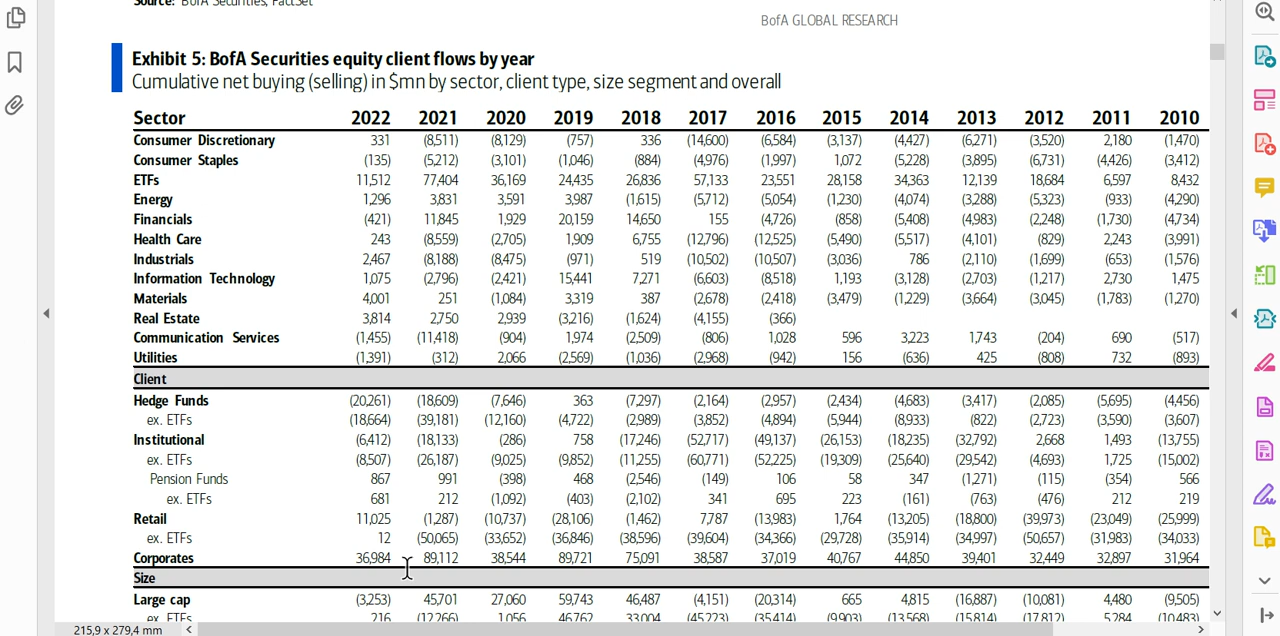 Source: BofA Securities, FactSet
BofA GLOBAL RESEARCH
Exhibit 5: BofA Securities equity client flows by year
Cumulative net buying (selling) in $mn by sector, client type, size segment and overall
Sector 2022 2021 2020 2019 2018 2017 2016 2015 2014 2013 2012 2011 2010
Consumer Discretionary 331 (8,511) (8,129) (757) 336 (14,600) (6,584) (3,137) (4,427) (6,271) (3,520) 2,180 (1,470)
Consumer Staples (135) (5,212) (3,101) (1,046) (884) (4,976) (1,997) 1,072 (5,228) (3,895) (6,731) (4,426) (3,412)
ETFs 11,512 77,404 36,169 24,435 26,836 57,133 23,551 28,158 34,363 12,139 18,684 6,597 8,432
Energy 1,296 3,831 3,591 3,987 (1,615) (5,712) (5,054) (1,230) (4,074) (3,288) (5,323) (933) (4,290)
Financials (421) 11,845 1,929 20,159 14,650 155 (4,726) (858) (5,408) (4,983) (2,248) (1,730) (4,734)
Health Care 243 (8,559) (2,705) 1,909 6,755 (12,796) (12,525) (5,490) (5,517) (4,101) (829) 2,243 (3,991)
Industrials 2,467 (8,188) (8,475) (971) 519 (10,502) (10,507) (3,036) 786 (2,110) (1,699) (653) (1,576)
Information Technology 1,075 (2,796) (2,421) 15,441 7,271 (6,603) (8,518) 1,193 (3,128) (2,703) (1,217) 2,730 1,475
Materials 4,001 251 (1,084) 3,319 387 (2,678) (2,418) (3,479) (1,229) (3,664) (3,045) (1,783) (1,270)
Real Estate 3,814 2,750 2,939 (3,216) (1,624) (4,155) (366)
Communication Services (1,455) (11,418) (904) 1,974 (2,509) (806) 1,028 596 3,223 1,743 (204) 690 (517)
Utilities (1,391) (312) 2,066 (2,569) (1,036) (2,968) (942) 156 (636) 425 (808) 732 (893)
Client
Hedge Funds (20,261) (18,609) (7,646) 363 (7,297) (2,164) (2,957) (2,434) (4,683) (3,417) (2,085) (5,695) (4,456)
ex. ETFs (18,664) (39,181) (12,160) (4,722) (2,989) (3,852) (4,894) (5,944) (8,933) (822) (2,723) (3,590) (3,607)
Institutional (6,412) (18,133) (286) 758 (17,246) (52,717) (49,137) (26,153) (18,235) (32,792) 2,668 1,493 (13,755)
ex. ETFs (8,507) (26,187) (9,025) (9,852) (11,255) (60,771) (52,225) (19,309) (25,640) (29,542) (4,693) 1,725 (15,002)
Pension Funds 867 991 (398) 468 (2,546) (149) 106 58 347 (1,271) (115) (354) 566
ex. ETFs 681 212 (1,092) (403) (2,102) 341 695 223 (161) (763) (476) 212 219
Retail 11,025 (1,287) (10,737) (28,106) (1,462) 7,787 (13,983) 1,764 (13,205) (18,800) (39,973) (23,049) (25,999)
ex. ETFs 12 (50,065) (33,652) (36,846) (38,596) (39,604) (34,366) (29,728) (35,914) (34,997) (50,657) (31,983) (34,033)
Corporates 36,984 89,112 38,544 89,721 75,091 38,587 37,019 40,767 44,850 39,401 32,449 32,897 31,964
Size
Large cap (3,253) 45,701 27,060 59,743 46,487 (4,151) (20,314) 665 4,815 (16,887) (10,081) 4,480 (9,505)
ex. ETFs 216 (12,266) 1,056 46,762 33,004 (45,223) (35,414) (9,903) (13,568) (15,814) (17,812) 5,284 (10,483)
215,9 x 279,4 mm